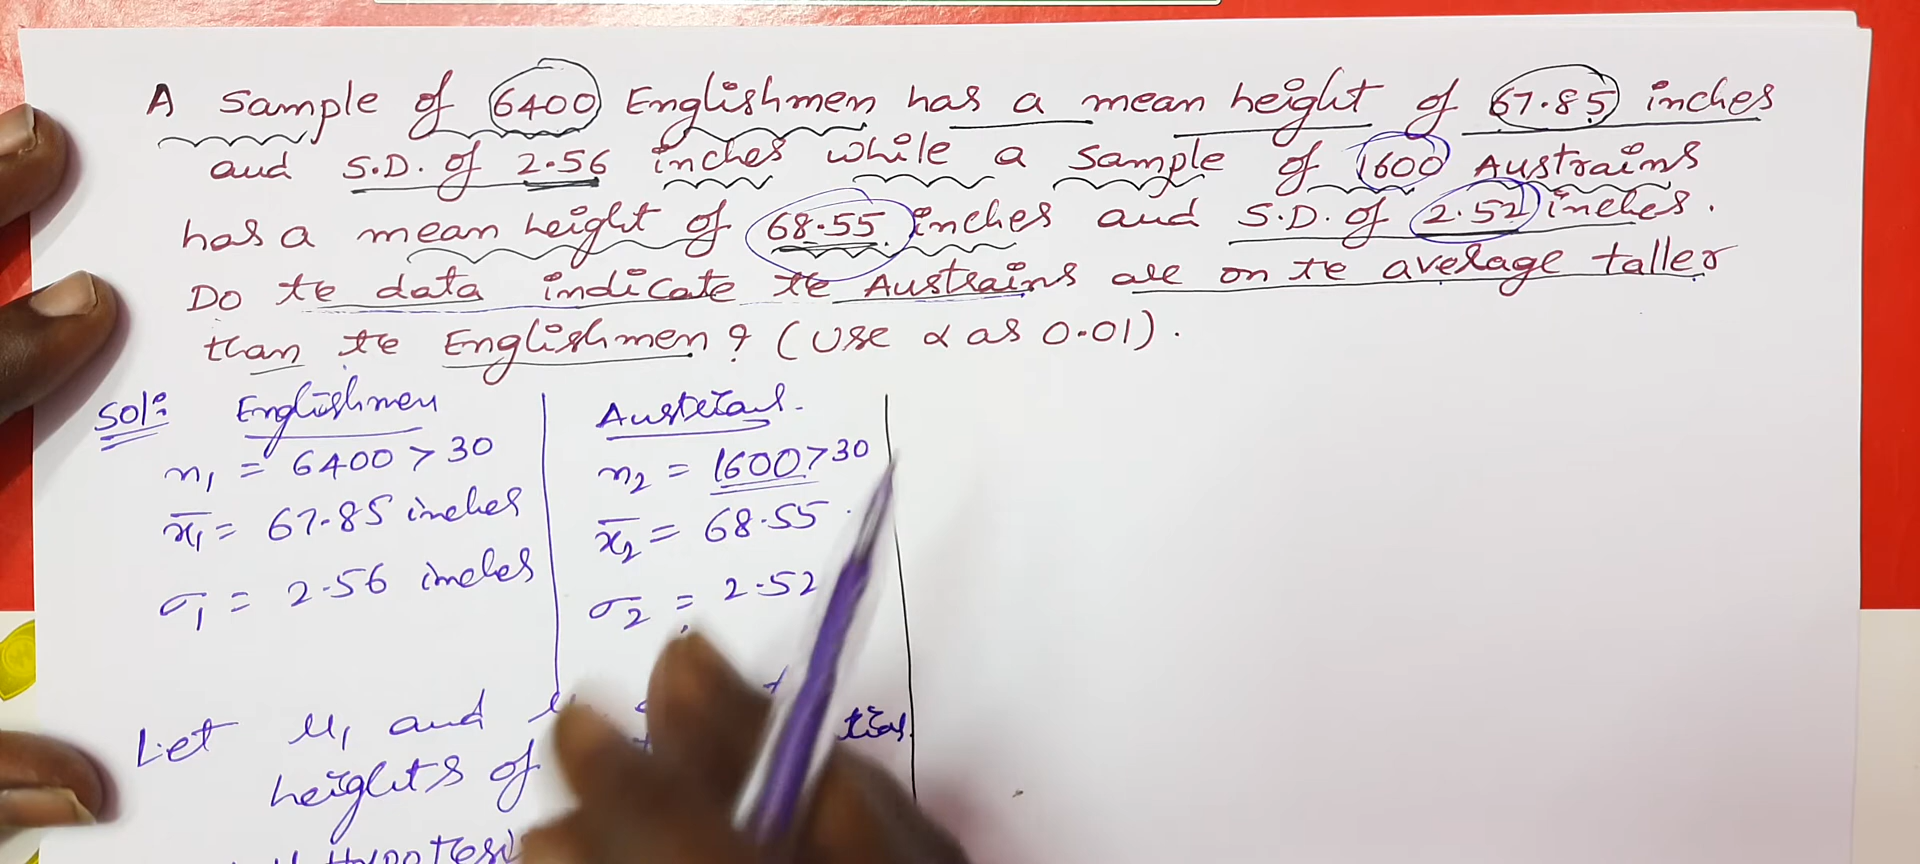 A sample of 6400 Englishmen has a mean height of 67.85 inches
and S.D. of 2.56 inches while a sample of 1600 Austrains
has a mean height of 68.55 inches and S.D. of 2.52 inches.
Do te data indicate te Austrains are on te average taller
than te Englishmen? (Use α as 0.01).
Sol:
Englishmen
n₁ = 6400 > 30
x̄₁ = 67.85 inches
σ₁ = 2.56 inches
n₂ = 1600 > 30
x̄₂ = 68.55
σ₂ = 2.52
Let μ₁ and
heights of